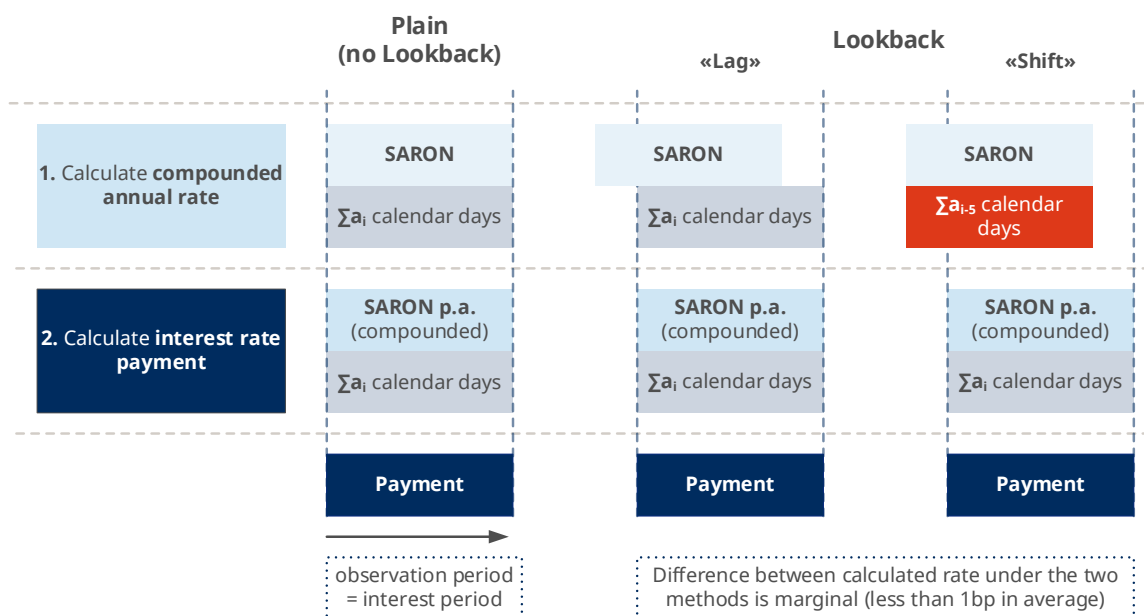 Plain
(no Lookback)
Lookback
«Lag»
«Shift»
1. Calculate compounded
annual rate
SARON
∑aᵢ calendar days
SARON
∑aᵢ calendar days
SARON
∑aᵢ₋₅ calendar
days
2. Calculate interest rate
payment
SARON p.a.
(compounded)
∑aᵢ calendar days
SARON p.a.
(compounded)
∑aᵢ calendar days
SARON p.a.
(compounded)
∑aᵢ calendar days
Payment
Payment
Payment
observation period
= interest period
Difference between calculated rate under the two
methods is marginal (less than 1bp in average)